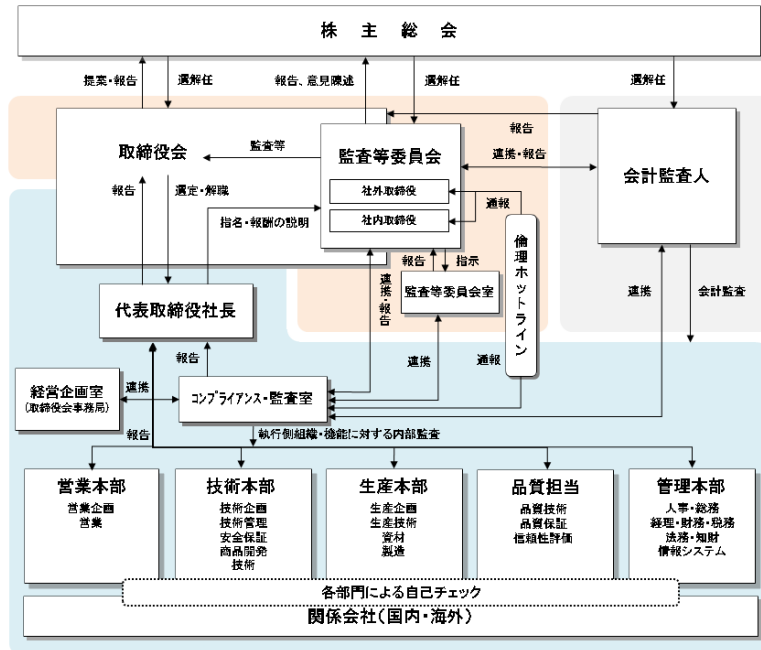 株 主 総 会
提案・報告
選解任
報告、意見陳述
選解任
選解任
取締役会
監査等
監査等委員会
社外取締役
社内取締役
報告
連携・報告
会計監査人
報告
選定・解職
指名・報酬の説明
通報
倫理ホットライン
報告
指示
監査等委員会室
連携・報告
連携
会計監査
代表取締役社長
報告
連携
通報
経営企画室
(取締役会事務局)
連携
コンプライアンス・監査室
報告
執行側組織・機能に対する内部監査
営業本部
営業企画
営業
技術本部
技術企画
技術管理
安全保証
商品開発
技術
生産本部
生産企画
生産技術
資材
製造
品質担当
品質技術
品質保証
信頼性評価
管理本部
人事・総務
経理・財務・税務
法務・知財
情報システム
各部門による自己チェック
関係会社(国内・海外)